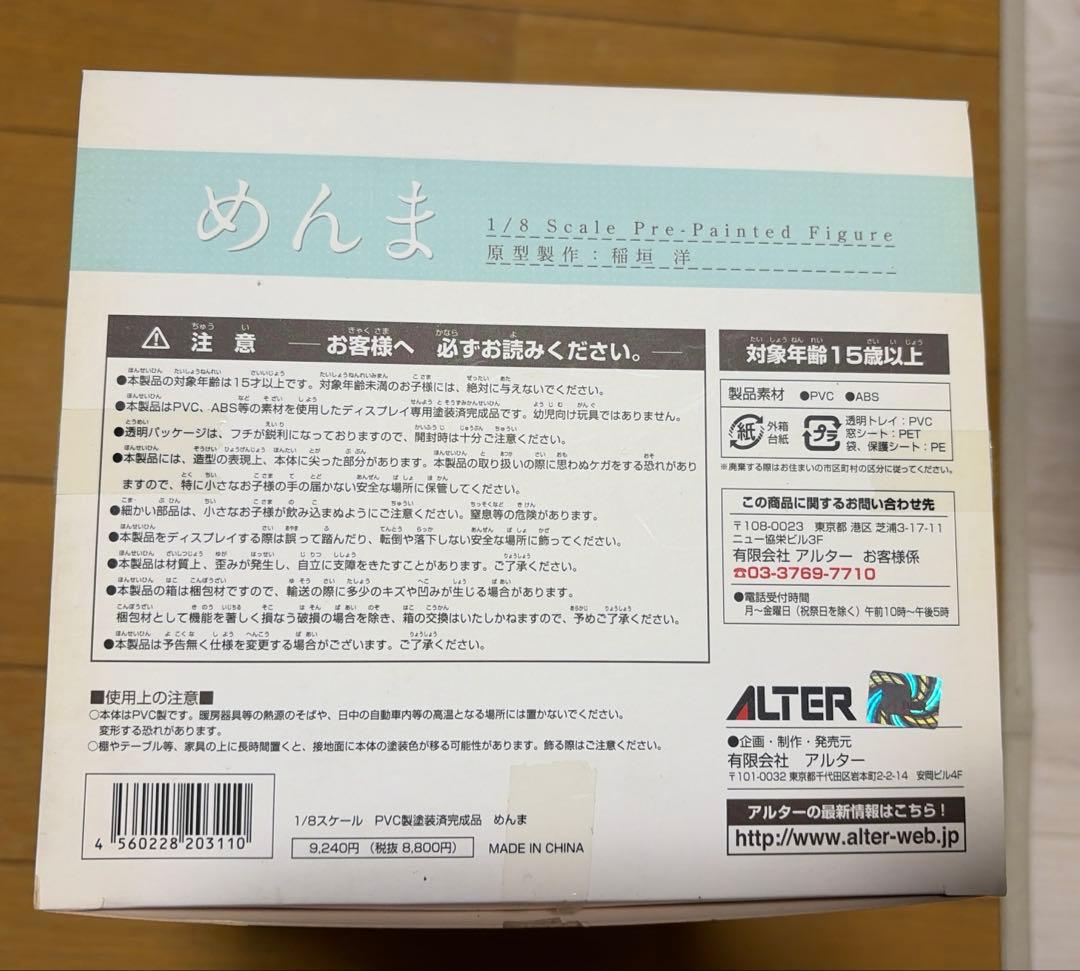 めんま
1/8 Scale Pre-Painted Figure
原型製作：稲垣 洋
⚠ 注意 ── お客様へ 必ずお読みください。──
●本製品の対象年齢は15才以上です。対象年齢未満のお子様には、絶対に与えないでください。
●本製品はPVC、ABS等の素材を使用したディスプレイ専用塗装済完成品です。幼児向け玩具ではありません。
●透明パッケージは、フチが鋭利になっておりますので、開封時は十分ご注意ください。
●本製品には、造型の表現上、本体に尖った部分があります。本製品の取り扱いの際に思わぬケガをする恐れがあり
ますので、特に小さなお子様の手の届かない安全な場所に保管してください。
●細かい部品は、小さなお子様が飲み込まぬようにご注意ください。窒息等の危険があります。
●本製品をディスプレイする際は誤って踏んだり、転倒や落下しない安全な場所に飾ってください。
●本製品は材質上、歪みが発生し、自立に支障をきたすことがあります。ご了承ください。
●本製品の箱は梱包材ですので、輸送の際に多少のキズや凹みが生じる場合があります。
梱包材として機能を著しく損なう破損の場合を除き、箱の交換はいたしかねますので、予めご了承ください。
●本製品は予告無く仕様を変更する場合がございます。ご了承ください。
■使用上の注意■
○本体はPVC製です。暖房器具等の熱源のそばや、日中の自動車内等の高温となる場所には置かないでください。
変形する恐れがあります。
○棚やテーブル等、家具の上に長時間置くと、接地面に本体の塗装色が移る可能性があります。飾る際はご注意ください。
4 560228 203110
1/8スケール PVC製塗装済完成品 めんま
9,240円 （税抜 8,800円） MADE IN CHINA
対象年齢15歳以上
製品素材 ●PVC ●ABS
紙 外箱 台紙
プラ 透明トレイ：PVC
窓シート：PET
袋、保護シート：PE
※廃棄する際はお住まいの市区町村の区分に従ってください。
この商品に関するお問い合わせ先
〒108-0023 東京都 港区 芝浦3-17-11
ニュー協栄ビル3F
有限会社 アルター お客様係
☎03-3769-7710
●電話受付時間
月～金曜日（祝祭日を除く）午前10時～午後5時
ALTER
●企画・制作・発売元
有限会社 アルター
〒101-0032 東京都千代田区岩本町2-2-14 安岡ビル4F
アルターの最新情報はこちら！
http://www.alter-web.jp